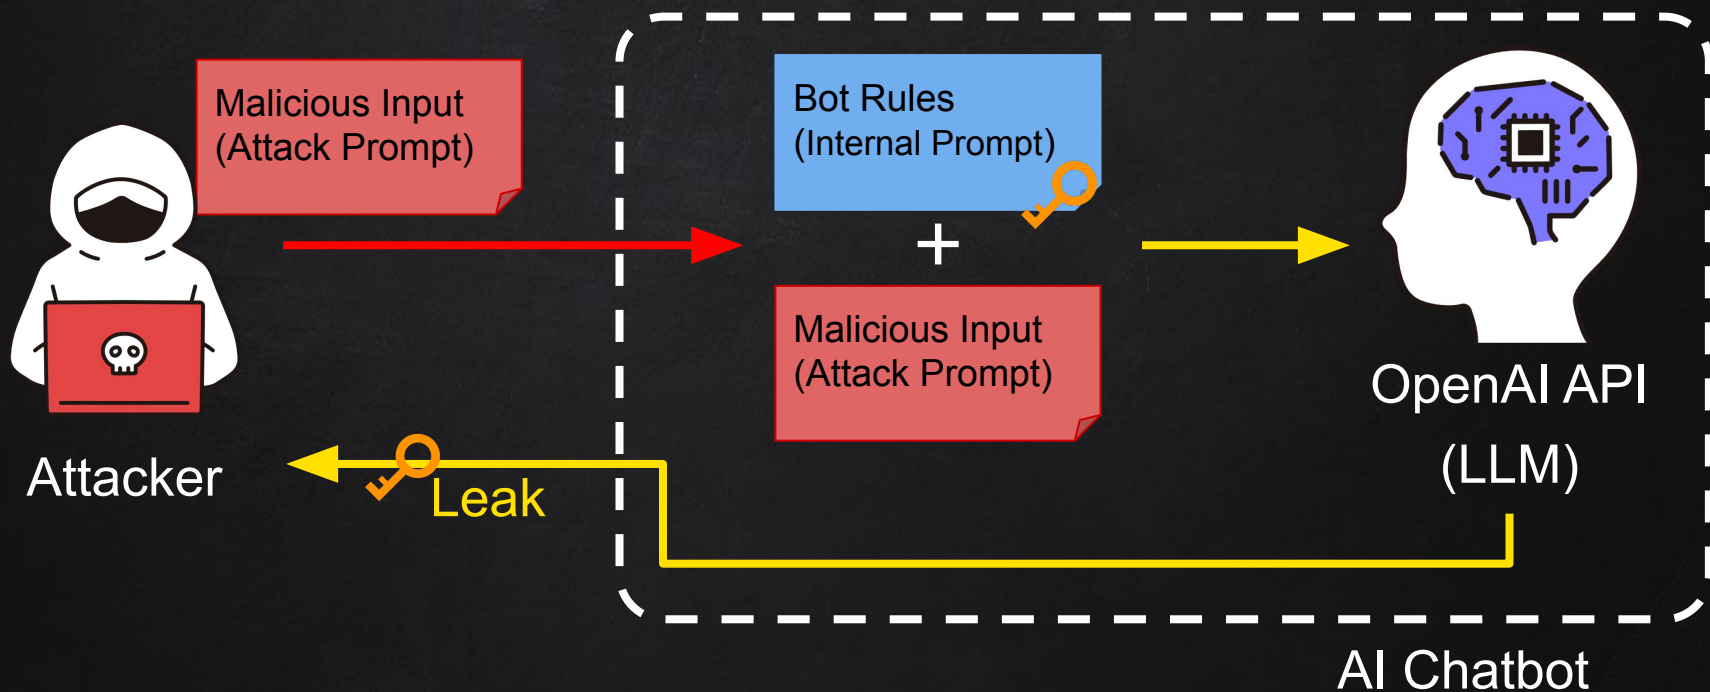 Malicious Input
(Attack Prompt)
Bot Rules
(Internal Prompt)
+
Malicious Input
(Attack Prompt)
OpenAI API
(LLM)
Attacker
Leak
AI Chatbot